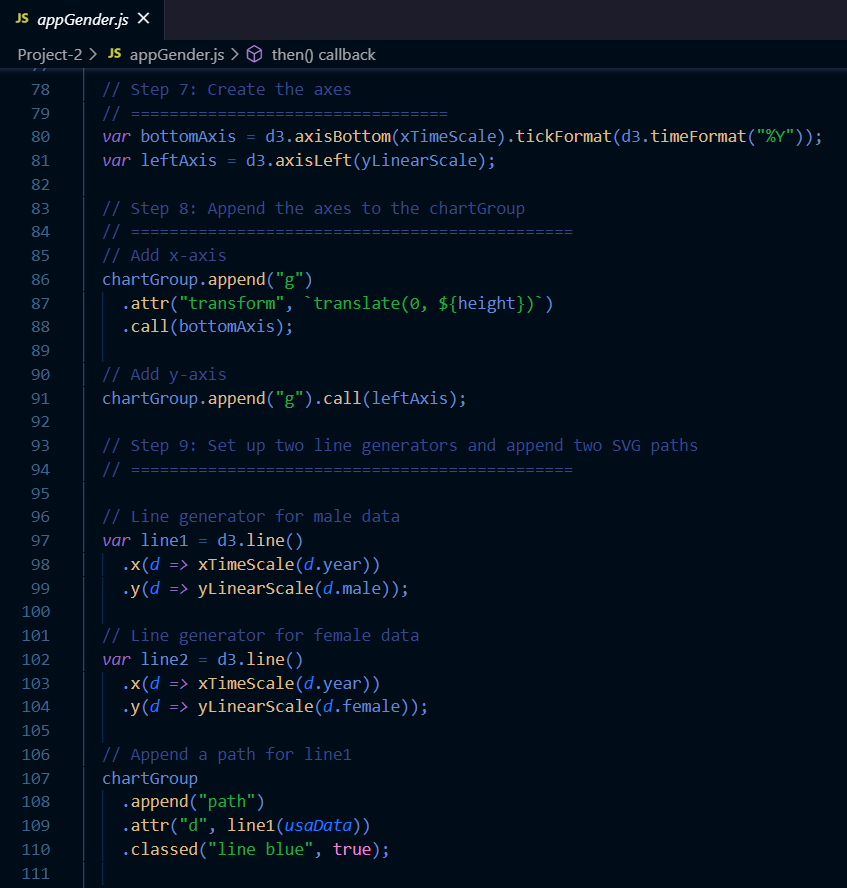 JS appGender.js ✕
Project-2 > JS appGender.js > then() callback
78 // Step 7: Create the axes
79 // =================================
80 var bottomAxis = d3.axisBottom(xTimeScale).tickFormat(d3.timeFormat("%Y"));
81 var leftAxis = d3.axisLeft(yLinearScale);
82
83 // Step 8: Append the axes to the chartGroup
84 // ==============================================
85 // Add x-axis
86 chartGroup.append("g")
87   .attr("transform", `translate(0, ${height})`)
88   .call(bottomAxis);
89
90 // Add y-axis
91 chartGroup.append("g").call(leftAxis);
92
93 // Step 9: Set up two line generators and append two SVG paths
94 // ==============================================
95
96 // Line generator for male data
97 var line1 = d3.line()
98   .x(d => xTimeScale(d.year))
99   .y(d => yLinearScale(d.male));
100
101 // Line generator for female data
102 var line2 = d3.line()
103   .x(d => xTimeScale(d.year))
104   .y(d => yLinearScale(d.female));
105
106 // Append a path for line1
107 chartGroup
108   .append("path")
109   .attr("d", line1(usaData))
110   .classed("line blue", true);
111